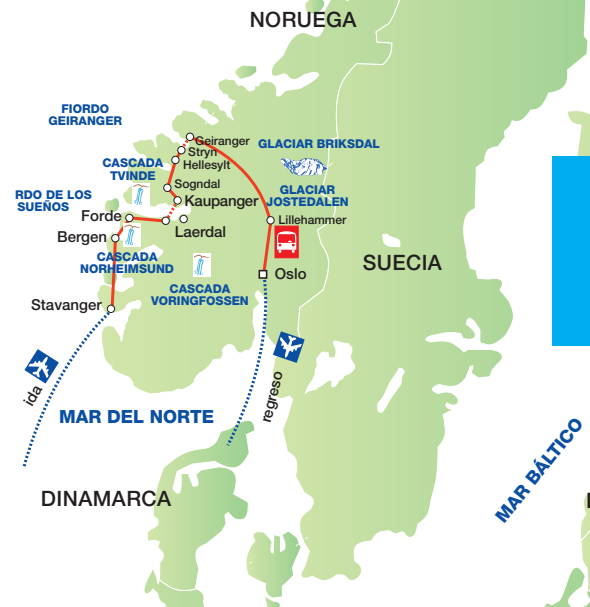 NORUEGA
FIORDO
GEIRANGER
Geiranger
GLACIAR BRIKSDAL
Stryn
Hellesylt
CASCADA
TVINDE
Sogndal
GLACIAR
JOSTEDALEN
RDO DE LOS
SUEÑOS
Kaupanger
Forde
Lillehammer
Laerdal
Bergen
CASCADA
NORHEIMSUND
SUECIA
Oslo
CASCADA
VORINGFOSSEN
Stavanger
ida
regreso
MAR DEL NORTE
MAR BÁLTICO
DINAMARCA